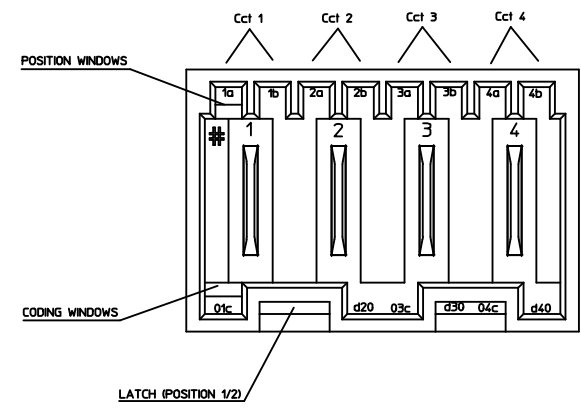 Cct 1 Cct 2 Cct 3 Cct 4
POSITION WINDOWS
1a 1b 2a 2b 3a 3b 4a 4b
# 1 2 3 4
CODING WINDOWS
01c d20 03c d30 04c d40
LATCH (POSITION 1/2)